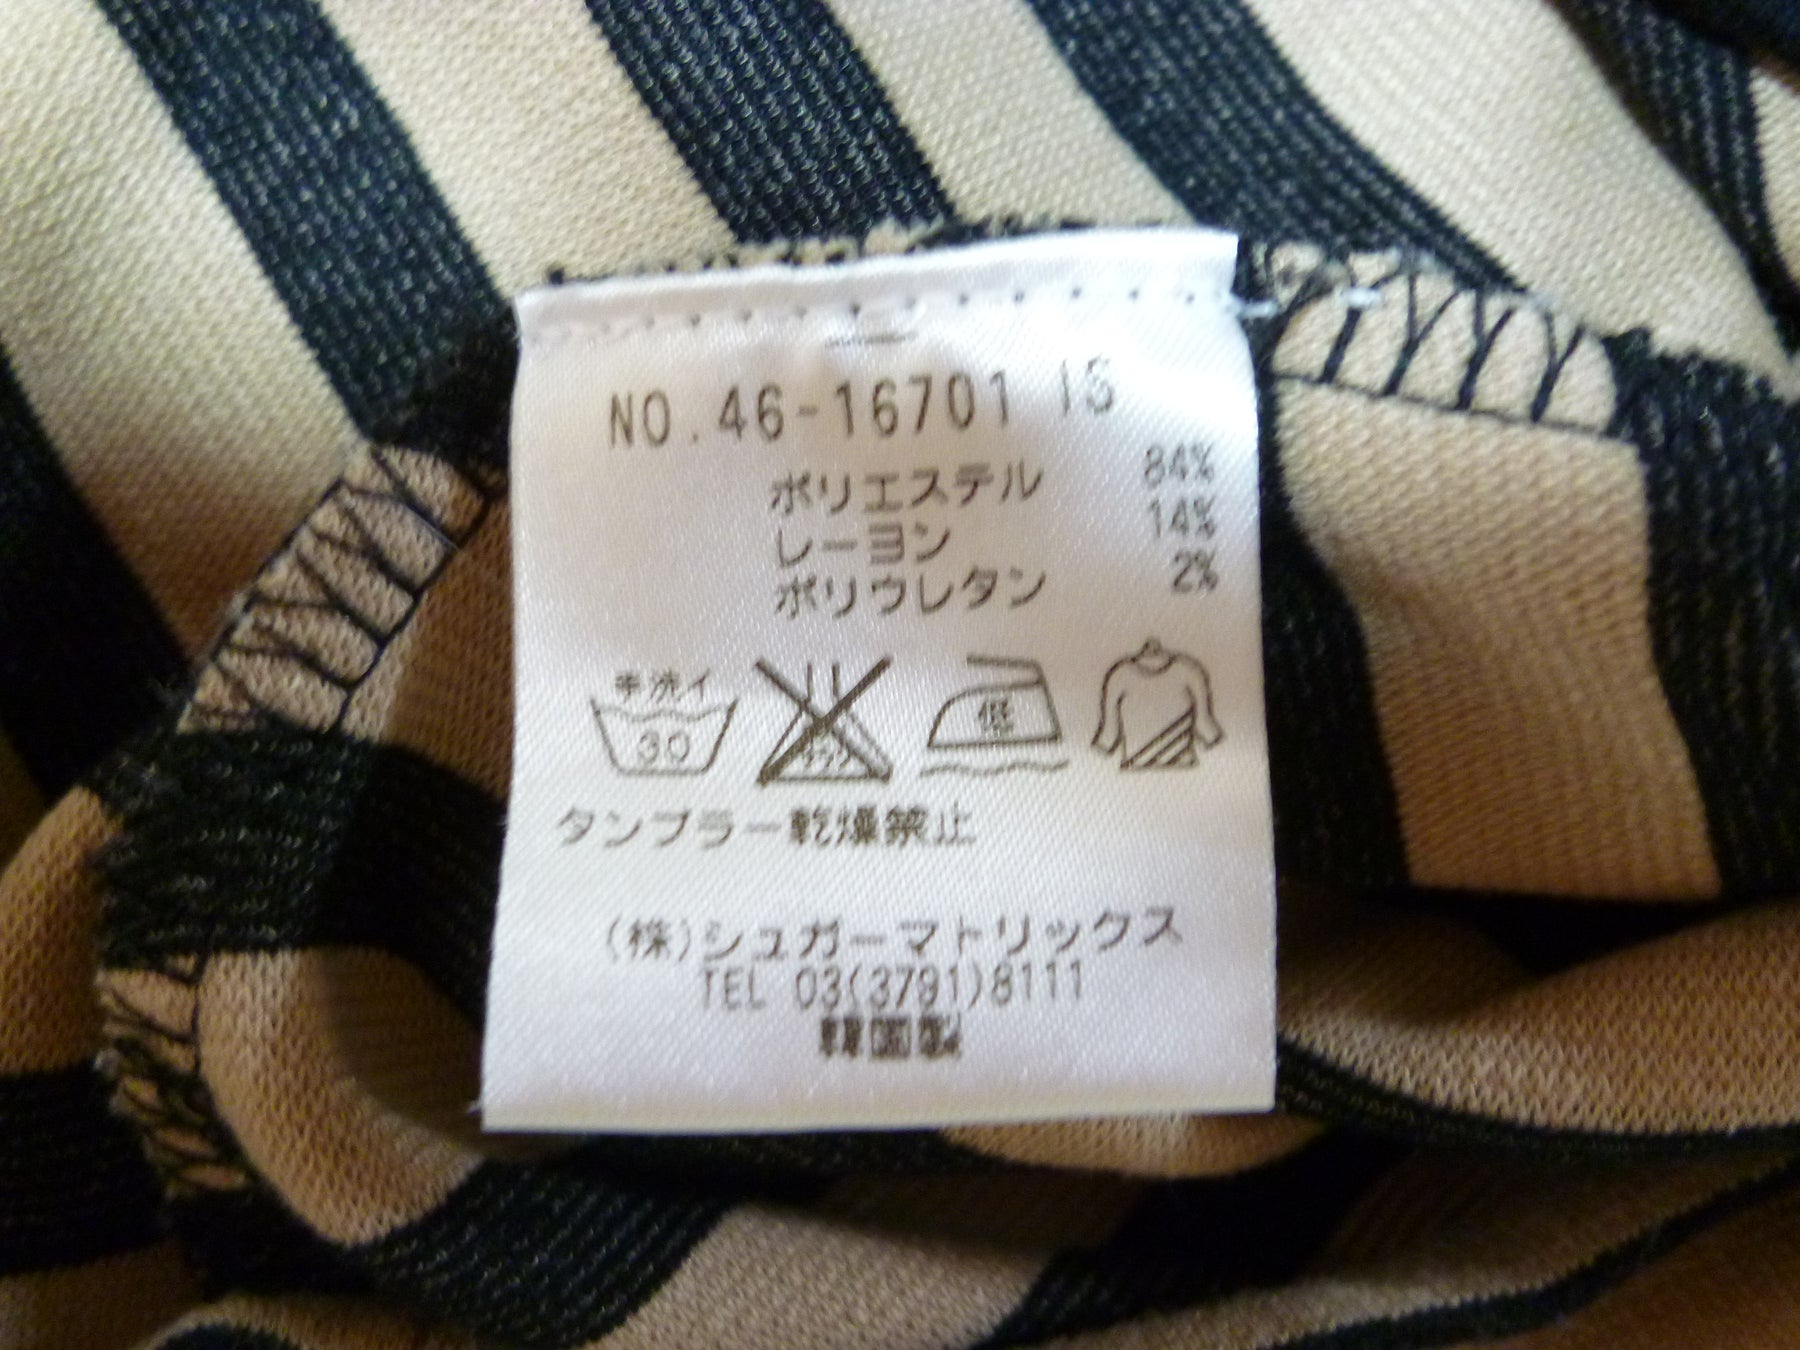 NO.46-16701 IS
ポリエステル 84%
レーヨン 14%
ポリウレタン 2%
手洗イ
30
低
タンブラー乾燥禁止
(株)シュガーマトリックス
TEL 03(3791)8111
韓国製